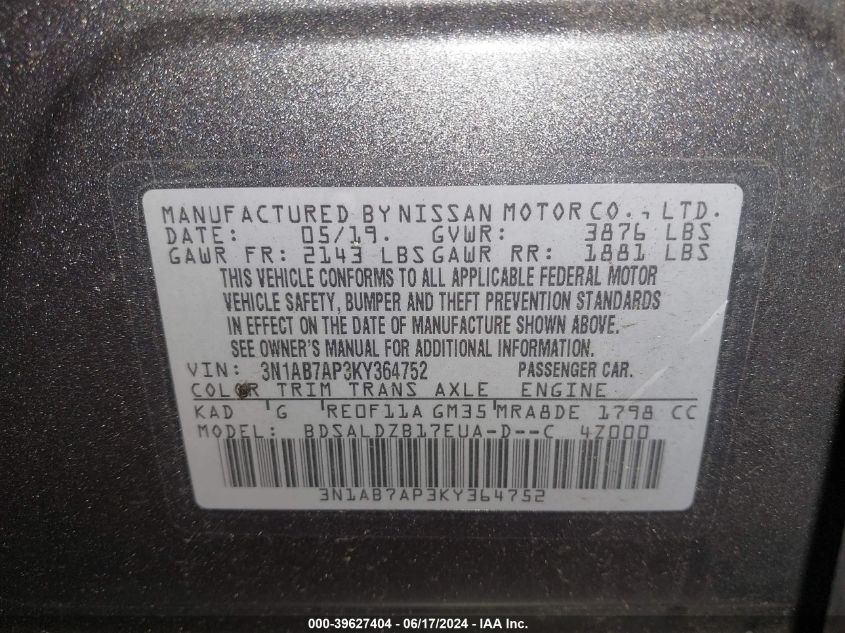 MANUFACTURED BY NISSAN MOTOR CO., LTD.
DATE: 05/19. GVWR: 3876 LBS
GAWR FR: 2143 LBS GAWR RR: 1881 LBS
THIS VEHICLE CONFORMS TO ALL APPLICABLE FEDERAL MOTOR
VEHICLE SAFETY, BUMPER AND THEFT PREVENTION STANDARDS
IN EFFECT ON THE DATE OF MANUFACTURE SHOWN ABOVE.
SEE OWNER'S MANUAL FOR ADDITIONAL INFORMATION.
VIN: 3N1AB7AP3KY364752 PASSENGER CAR.
COLOR TRIM TRANS AXLE ENGINE
KAD G RE0F11A GM35 MRA8DE 1798 CC
MODEL: BDSALDZB17EUA-D--C 4Z000
3N1AB7AP3KY364752
000-39627404 - 06/17/2024 - IAA Inc.